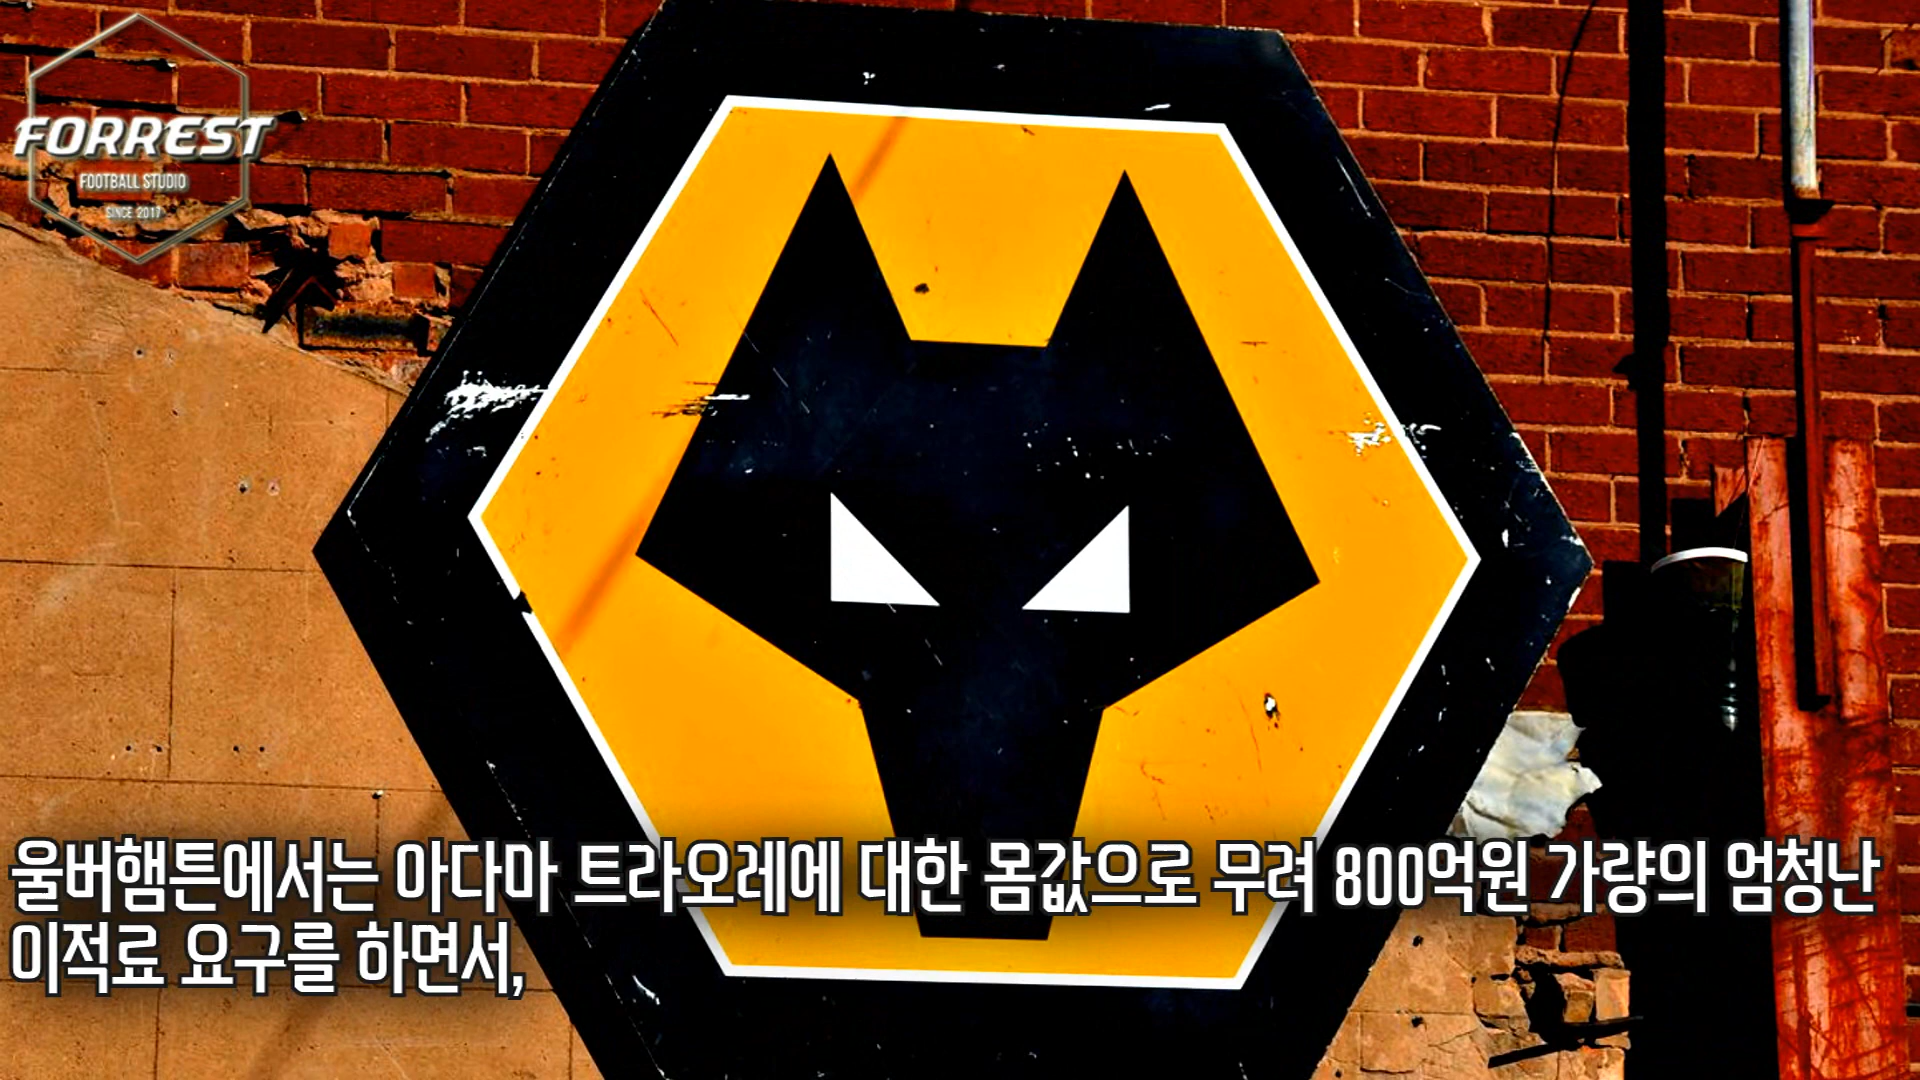 FORREST
FOOTBALL STUDIO
SINCE 2017
울버햄튼에서는 아다마 트라오레에 대한 몸값으로 무려 800억원 가량의 엄청난
이적료 요구를 하면서,